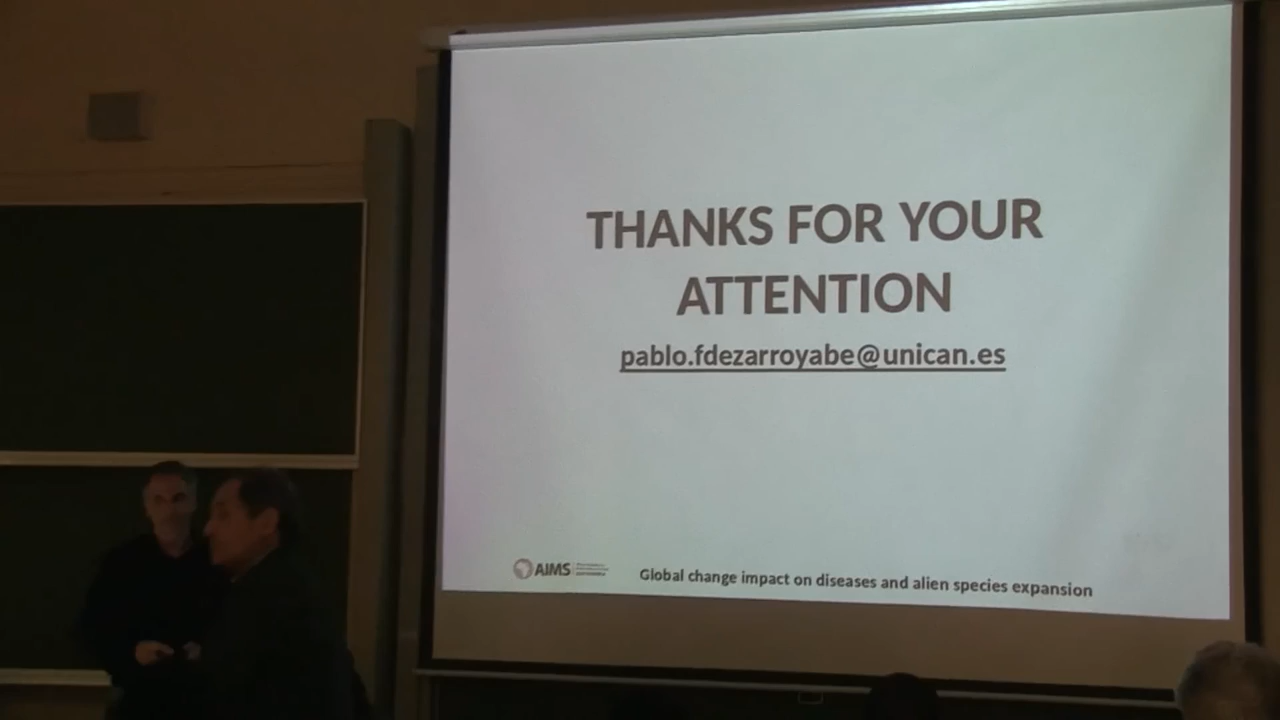 THANKS FOR YOUR
ATTENTION
pablo.fdezarroyabe@unican.es
AIMS
Global change impact on diseases and alien species expansion